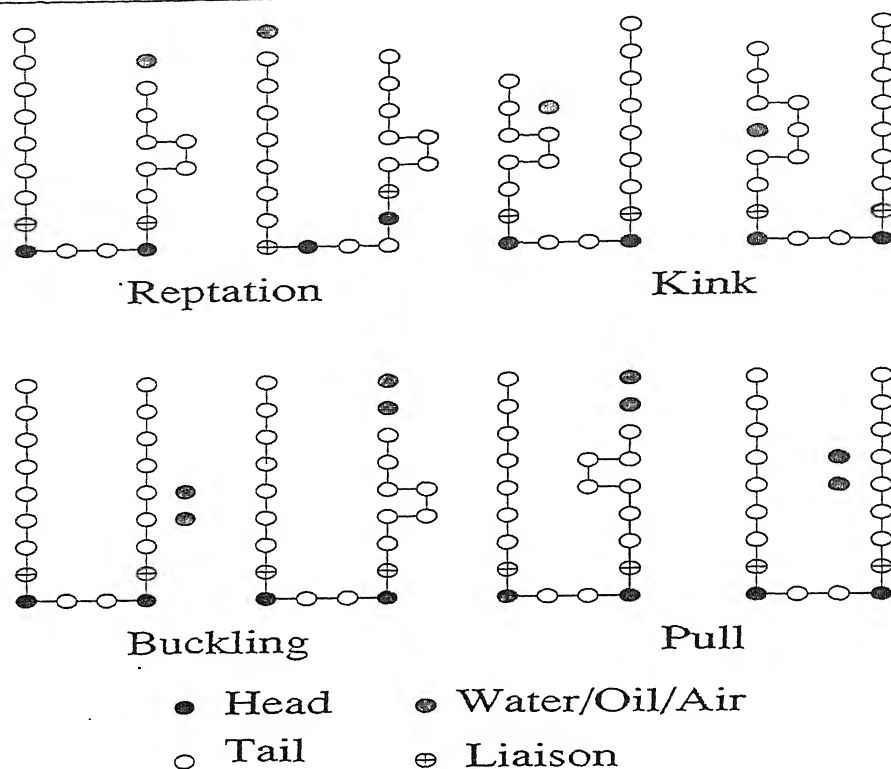 Reptation
Kink
Buckling
Pull
Head
Water/Oil/Air
Tail
Liaison